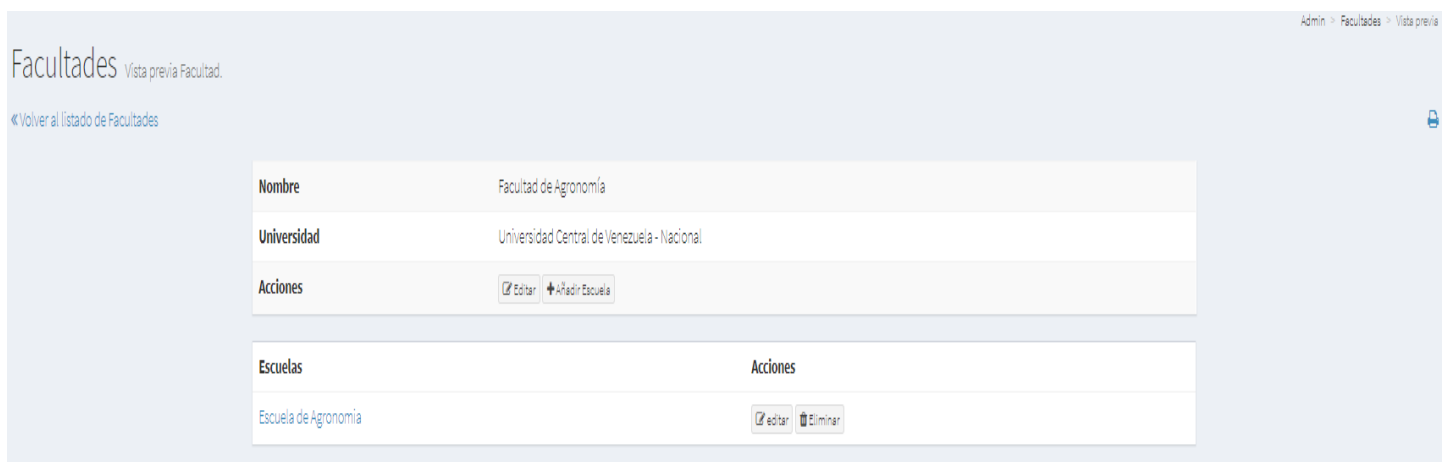 Admin > Facultades > Vista previa
Facultades Vista previa Facultad.
« Volver al listado de Facultades
Nombre Facultad de Agronomía
Universidad Universidad Central de Venezuela - Nacional
Acciones Editar Añadir Escuela
Escuelas Acciones
Escuela de Agronomia editar Eliminar